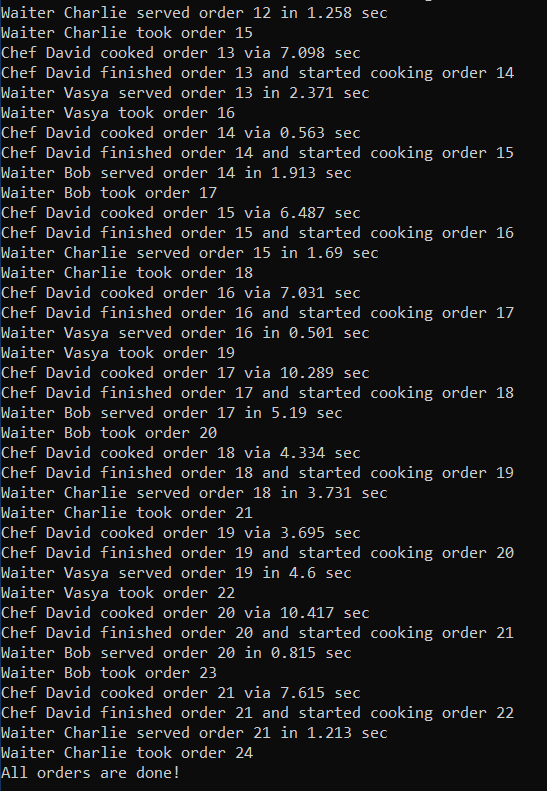 Waiter Charlie served order 12 in 1.258 sec
Waiter Charlie took order 15
Chef David cooked order 13 via 7.098 sec
Chef David finished order 13 and started cooking order 14
Waiter Vasya served order 13 in 2.371 sec
Waiter Vasya took order 16
Chef David cooked order 14 via 0.563 sec
Chef David finished order 14 and started cooking order 15
Waiter Bob served order 14 in 1.913 sec
Waiter Bob took order 17
Chef David cooked order 15 via 6.487 sec
Chef David finished order 15 and started cooking order 16
Waiter Charlie served order 15 in 1.69 sec
Waiter Charlie took order 18
Chef David cooked order 16 via 7.031 sec
Chef David finished order 16 and started cooking order 17
Waiter Vasya served order 16 in 0.501 sec
Waiter Vasya took order 19
Chef David cooked order 17 via 10.289 sec
Chef David finished order 17 and started cooking order 18
Waiter Bob served order 17 in 5.19 sec
Waiter Bob took order 20
Chef David cooked order 18 via 4.334 sec
Chef David finished order 18 and started cooking order 19
Waiter Charlie served order 18 in 3.731 sec
Waiter Charlie took order 21
Chef David cooked order 19 via 3.695 sec
Chef David finished order 19 and started cooking order 20
Waiter Vasya served order 19 in 4.6 sec
Waiter Vasya took order 22
Chef David cooked order 20 via 10.417 sec
Chef David finished order 20 and started cooking order 21
Waiter Bob served order 20 in 0.815 sec
Waiter Bob took order 23
Chef David cooked order 21 via 7.615 sec
Chef David finished order 21 and started cooking order 22
Waiter Charlie served order 21 in 1.213 sec
Waiter Charlie took order 24
All orders are done!